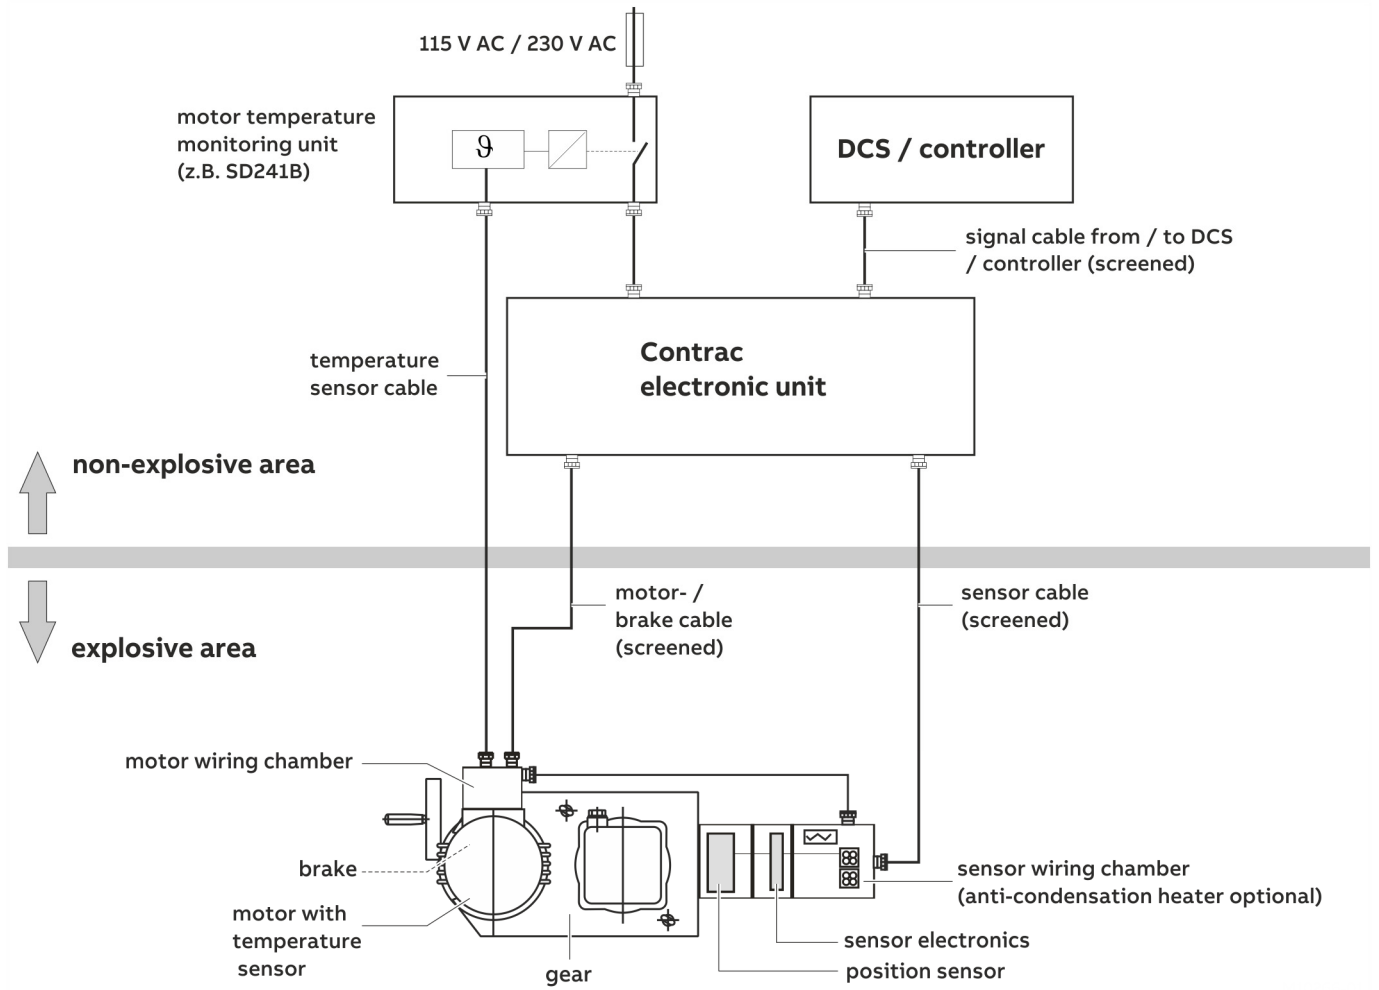 115 V AC / 230 V AC
motor temperature
monitoring unit
(z.B. SD241B)
ϑ
DCS / controller
signal cable from / to DCS
/ controller (screened)
Contrac
electronic unit
temperature
sensor cable
non-explosive area
explosive area
motor- /
brake cable
(screened)
sensor cable
(screened)
motor wiring chamber
brake
motor with
temperature
sensor
gear
sensor wiring chamber
(anti-condensation heater optional)
sensor electronics
position sensor